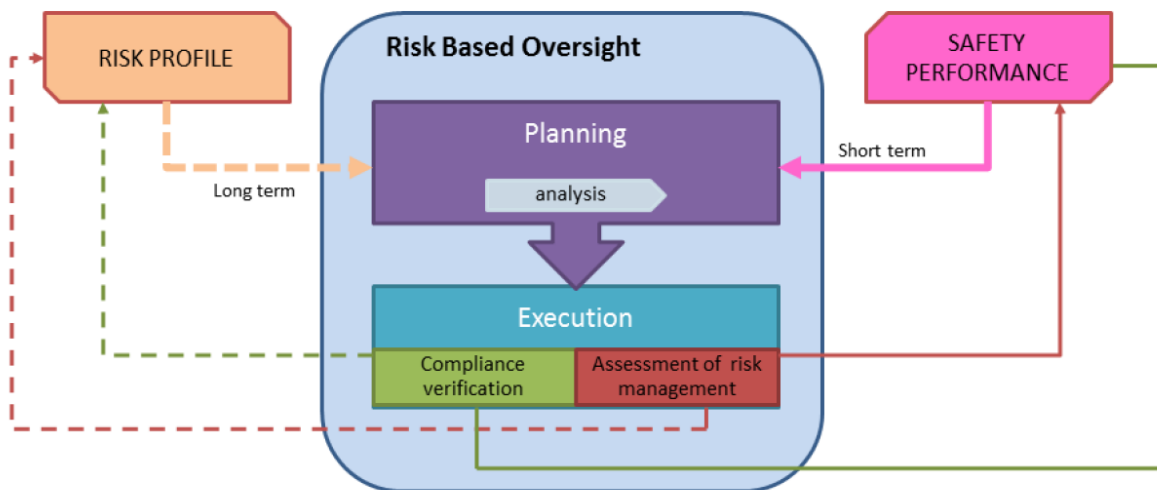 RISK PROFILE
Risk Based Oversight
SAFETY
PERFORMANCE
Planning
Short term
Long term
analysis
Execution
Compliance
verification
Assessment of risk
management